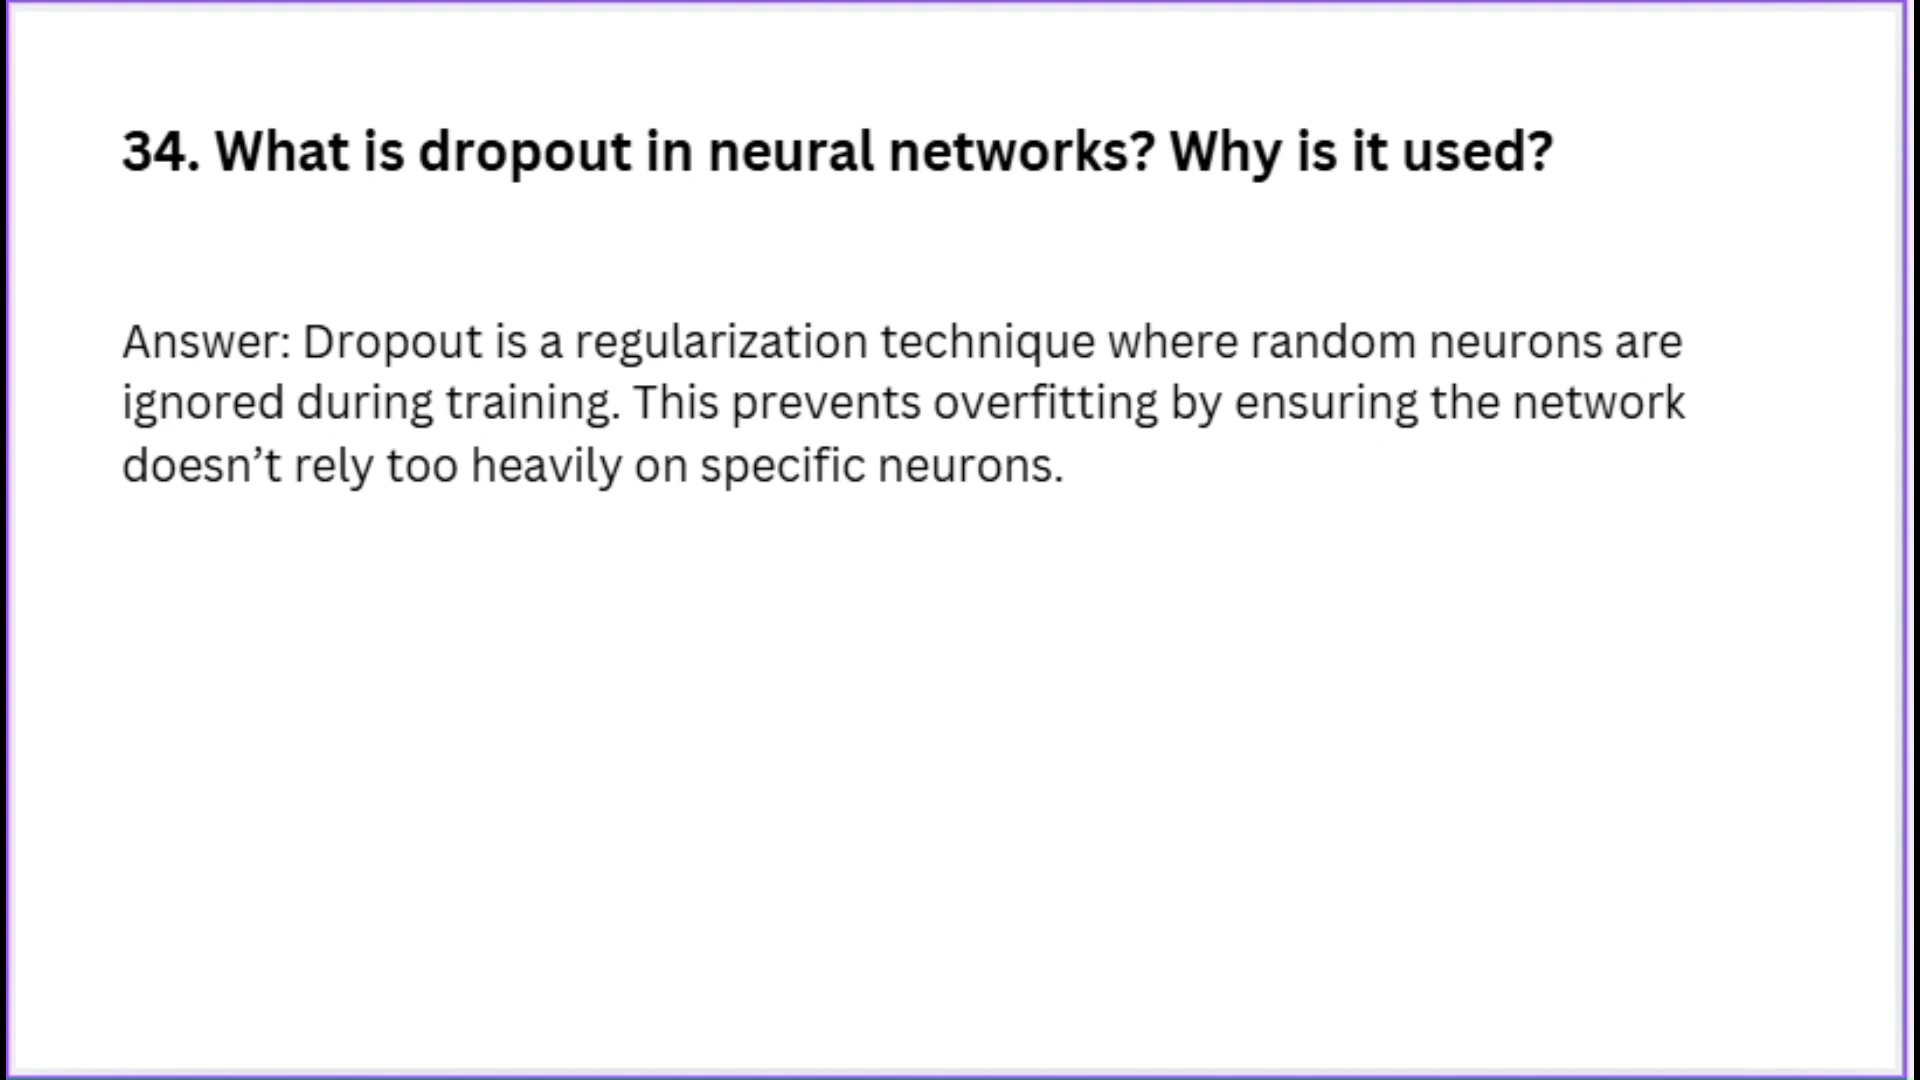 34. What is dropout in neural networks? Why is it used?
Answer: Dropout is a regularization technique where random neurons are
ignored during training. This prevents overfitting by ensuring the network
doesn’t rely too heavily on specific neurons.